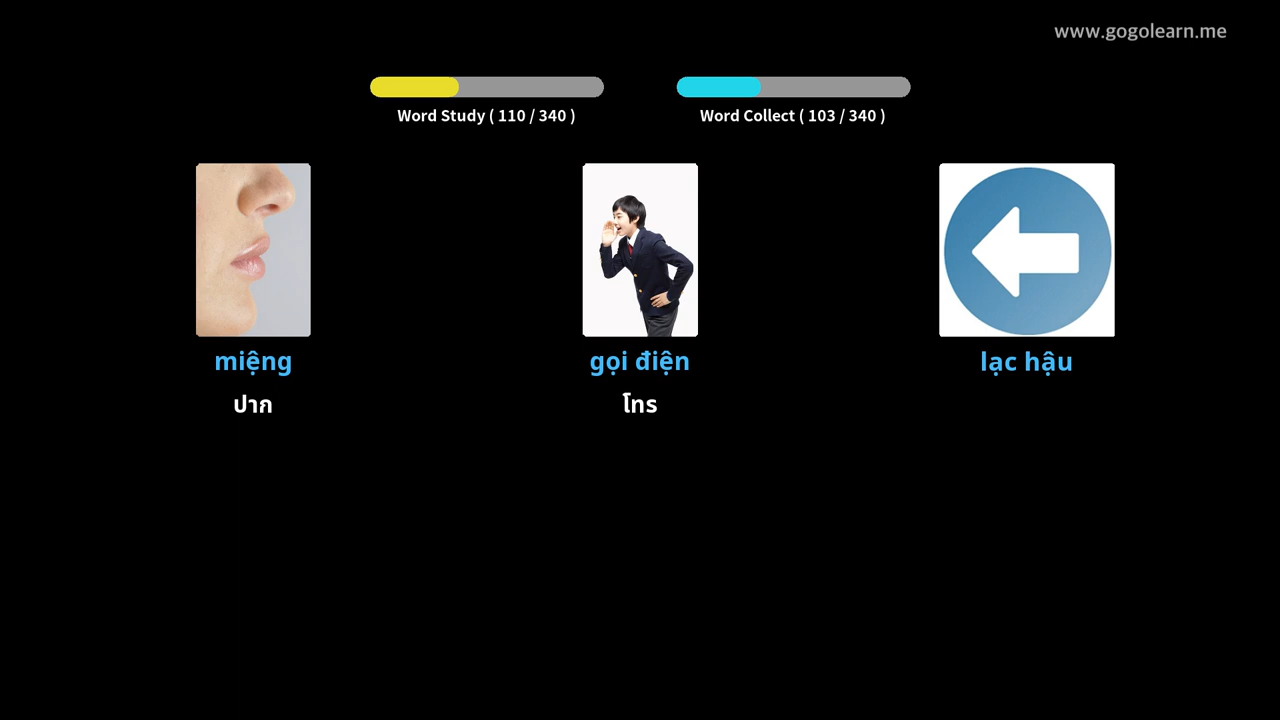 www.gogolearn.me
Word Study ( 110 / 340 )
Word Collect ( 103 / 340 )
miệng
gọi điện
lạc hậu
ปาก
โทร